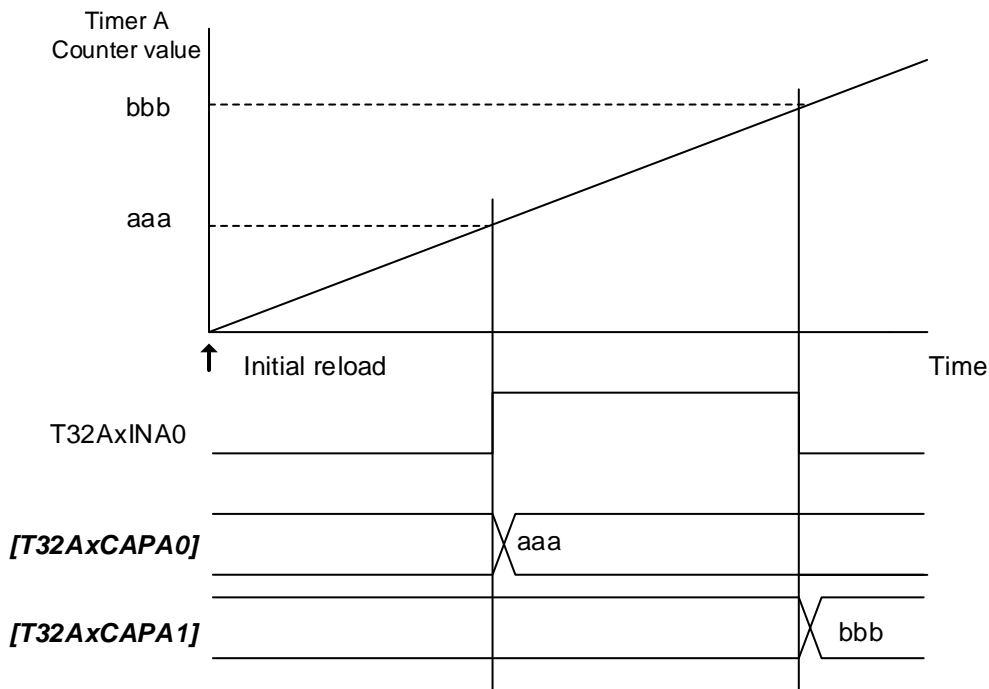 Timer A
Counter value
bbb
aaa
Initial reload
Time
T32AxINA0
[T32AxCAPA0]
aaa
[T32AxCAPA1]
bbb